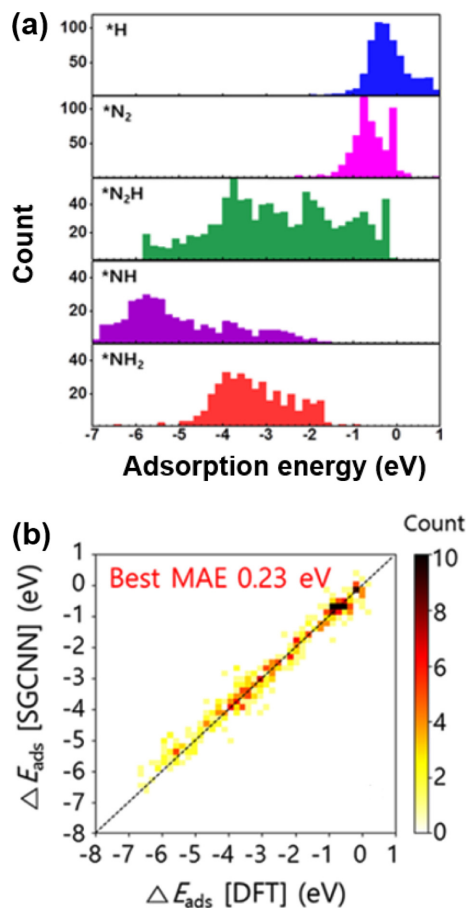 (a)
*H
100
50
*N₂
100
50
*N₂H
40
20
*NH
40
20
*NH₂
40
20
Count
-7 -6 -5 -4 -3 -2 -1 0 1
Adsorption energy (eV)
(b)
Count
Best MAE 0.23 eV
1
0
-1
-2
-3
-4
-5
-6
-7
-8
△E_ads [SGCNN] (eV)
10
8
6
4
2
0
-8 -7 -6 -5 -4 -3 -2 -1 0 1
△E_ads [DFT] (eV)